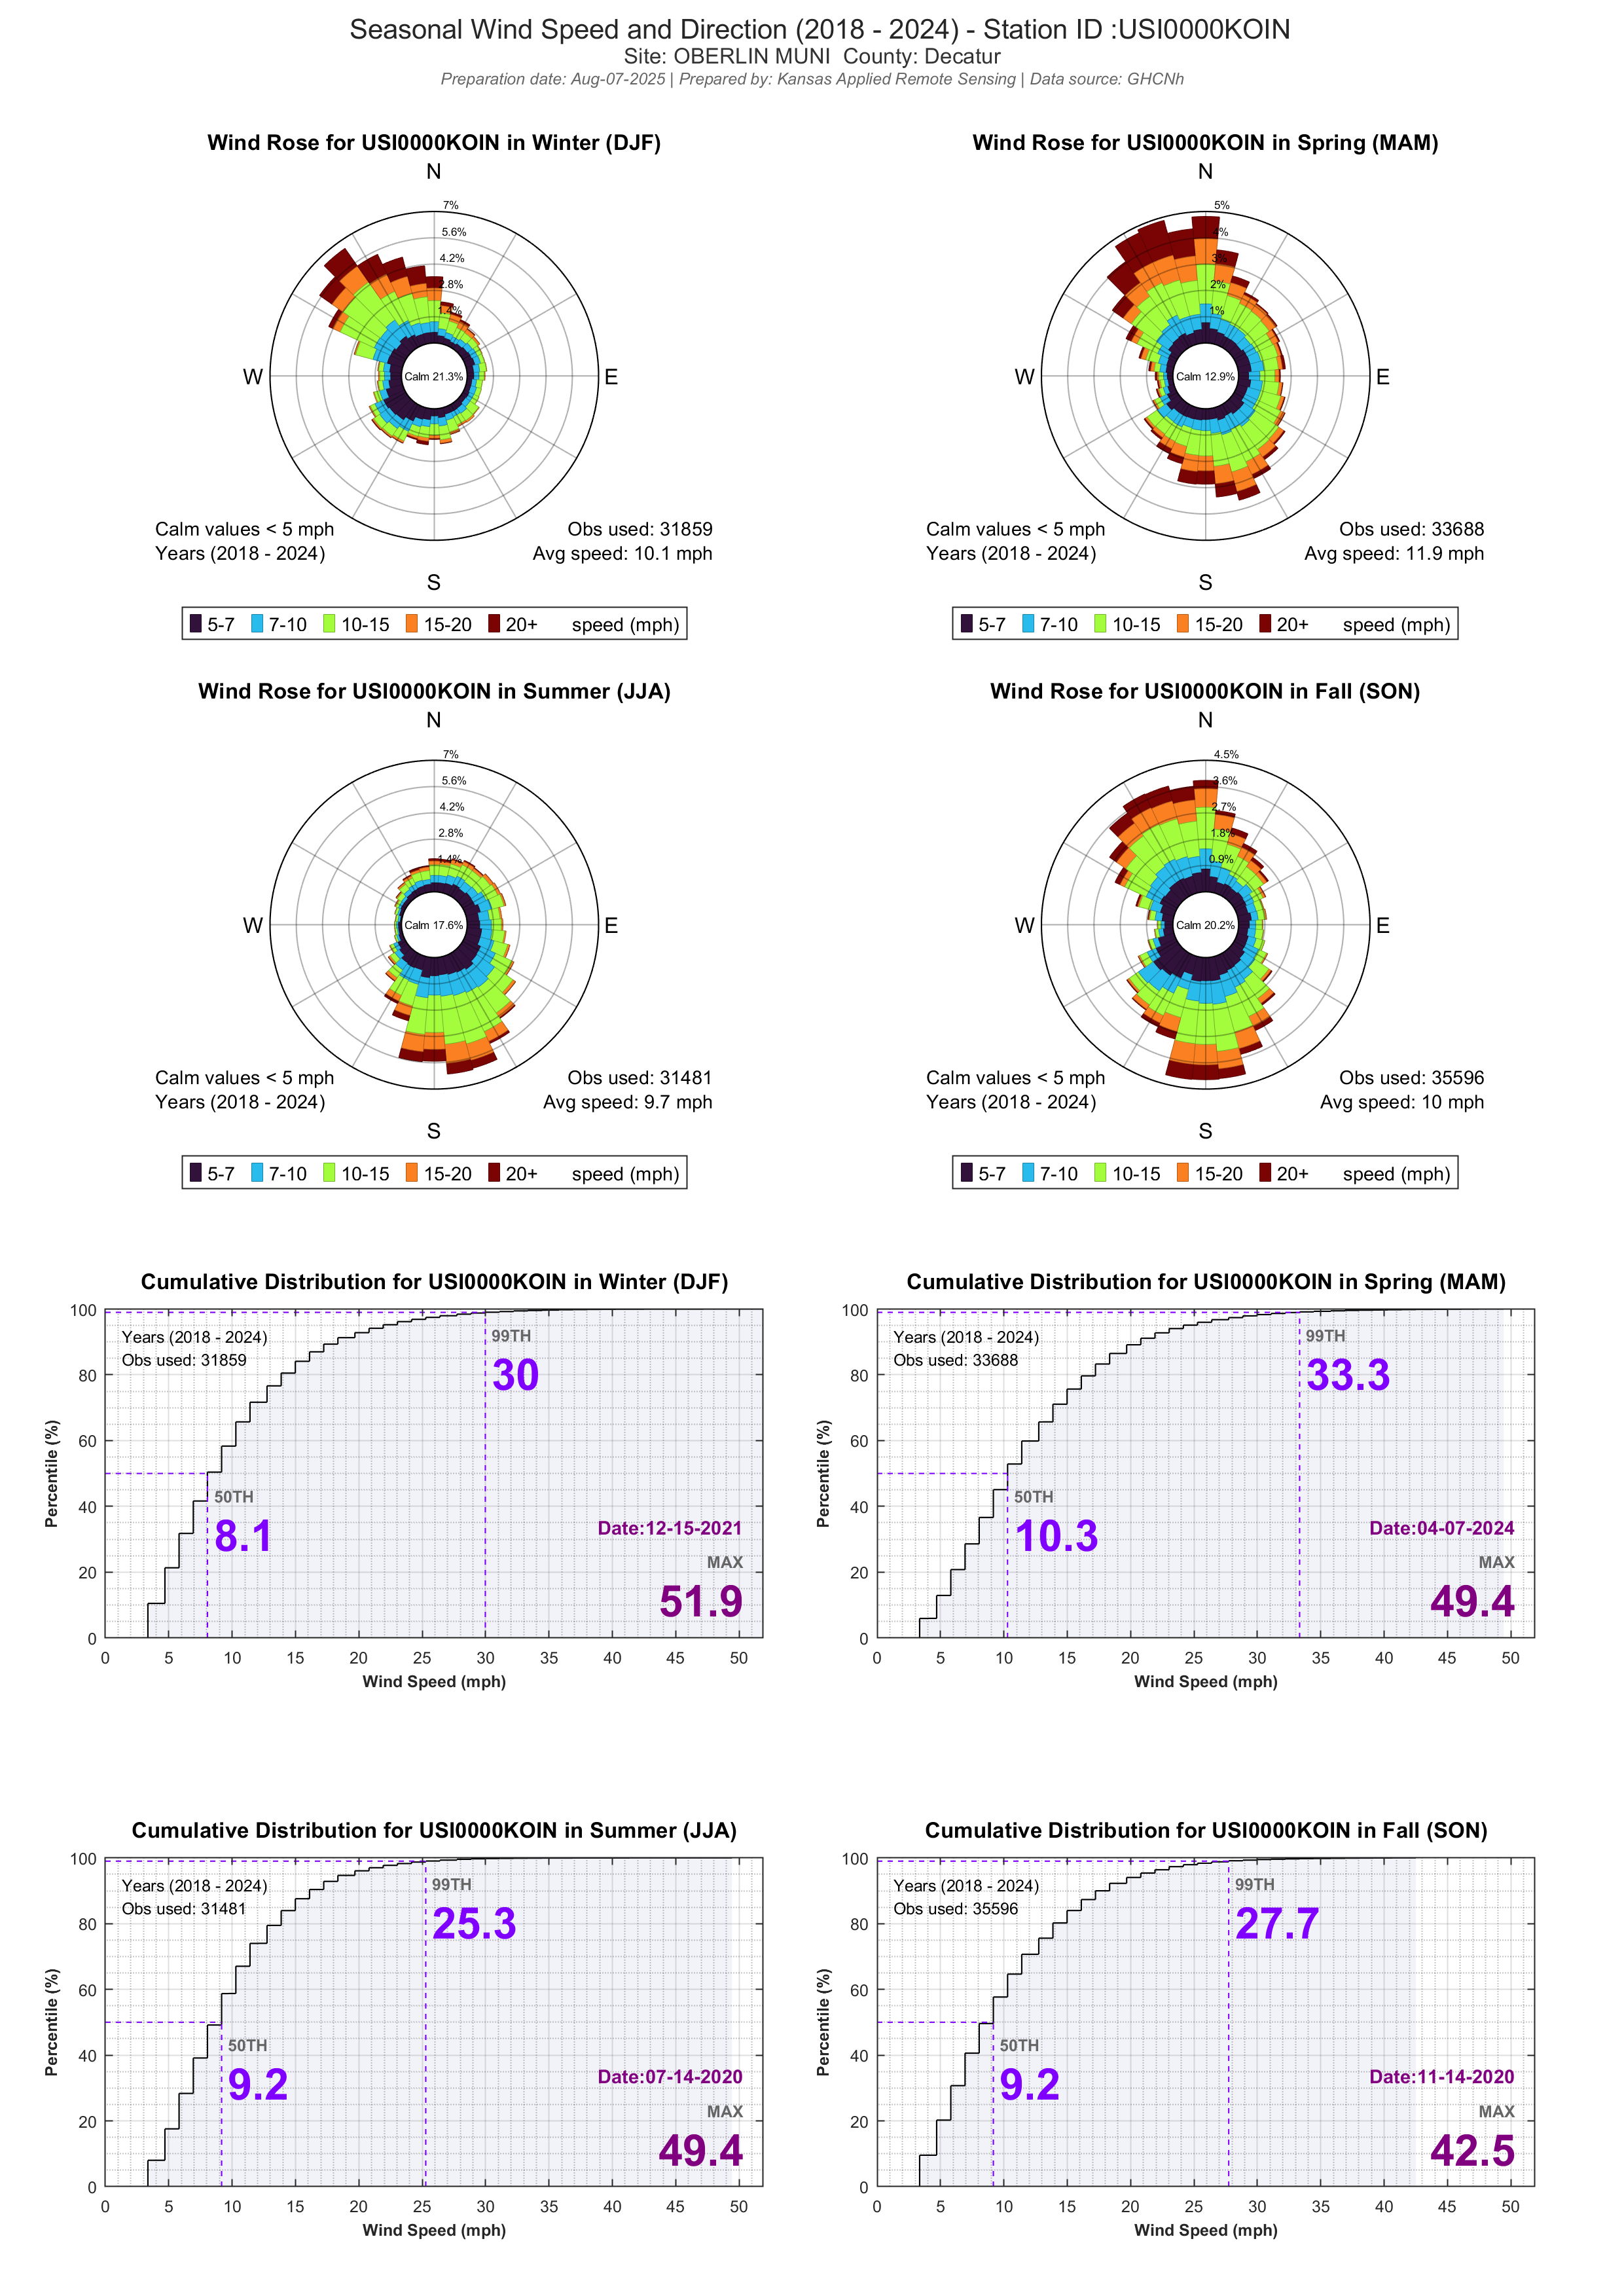 Seasonal Wind Speed and Direction (2018 - 2024) - Station ID :USI0000KOIN
Site: OBERLIN MUNI  County: Decatur
Preparation date: Aug-07-2025 | Prepared by: Kansas Applied Remote Sensing | Data source: GHCNh
Wind Rose for USI0000KOIN in Winter (DJF)
N
7%
5.6%
4.2%
2.8%
1.4%
W
Calm 21.3%
E
Calm values < 5 mph
Years (2018 - 2024)
Obs used: 31859
Avg speed: 10.1 mph
S
5-7 7-10 10-15 15-20 20+ speed (mph)
Wind Rose for USI0000KOIN in Spring (MAM)
N
5%
4%
3%
2%
1%
W
Calm 12.9%
E
Calm values < 5 mph
Years (2018 - 2024)
Obs used: 33688
Avg speed: 11.9 mph
S
5-7 7-10 10-15 15-20 20+ speed (mph)
Wind Rose for USI0000KOIN in Summer (JJA)
N
7%
5.6%
4.2%
2.8%
1.4%
W
Calm 17.6%
E
Calm values < 5 mph
Years (2018 - 2024)
Obs used: 31481
Avg speed: 9.7 mph
S
5-7 7-10 10-15 15-20 20+ speed (mph)
Wind Rose for USI0000KOIN in Fall (SON)
N
4.5%
3.6%
2.7%
1.8%
0.9%
W
Calm 20.2%
E
Calm values < 5 mph
Years (2018 - 2024)
Obs used: 35596
Avg speed: 10 mph
S
5-7 7-10 10-15 15-20 20+ speed (mph)
Cumulative Distribution for USI0000KOIN in Winter (DJF)
100
80
60
40
20
0
Percentile (%)
Years (2018 - 2024)
Obs used: 31859
99TH
30
50TH
8.1
Date:12-15-2021
MAX
51.9
0 5 10 15 20 25 30 35 40 45 50
Wind Speed (mph)
Cumulative Distribution for USI0000KOIN in Spring (MAM)
100
80
60
40
20
0
Percentile (%)
Years (2018 - 2024)
Obs used: 33688
99TH
33.3
50TH
10.3
Date:04-07-2024
MAX
49.4
0 5 10 15 20 25 30 35 40 45 50
Wind Speed (mph)
Cumulative Distribution for USI0000KOIN in Summer (JJA)
100
80
60
40
20
0
Percentile (%)
Years (2018 - 2024)
Obs used: 31481
99TH
25.3
50TH
9.2
Date:07-14-2020
MAX
49.4
0 5 10 15 20 25 30 35 40 45 50
Wind Speed (mph)
Cumulative Distribution for USI0000KOIN in Fall (SON)
100
80
60
40
20
0
Percentile (%)
Years (2018 - 2024)
Obs used: 35596
99TH
27.7
50TH
9.2
Date:11-14-2020
MAX
42.5
0 5 10 15 20 25 30 35 40 45 50
Wind Speed (mph)